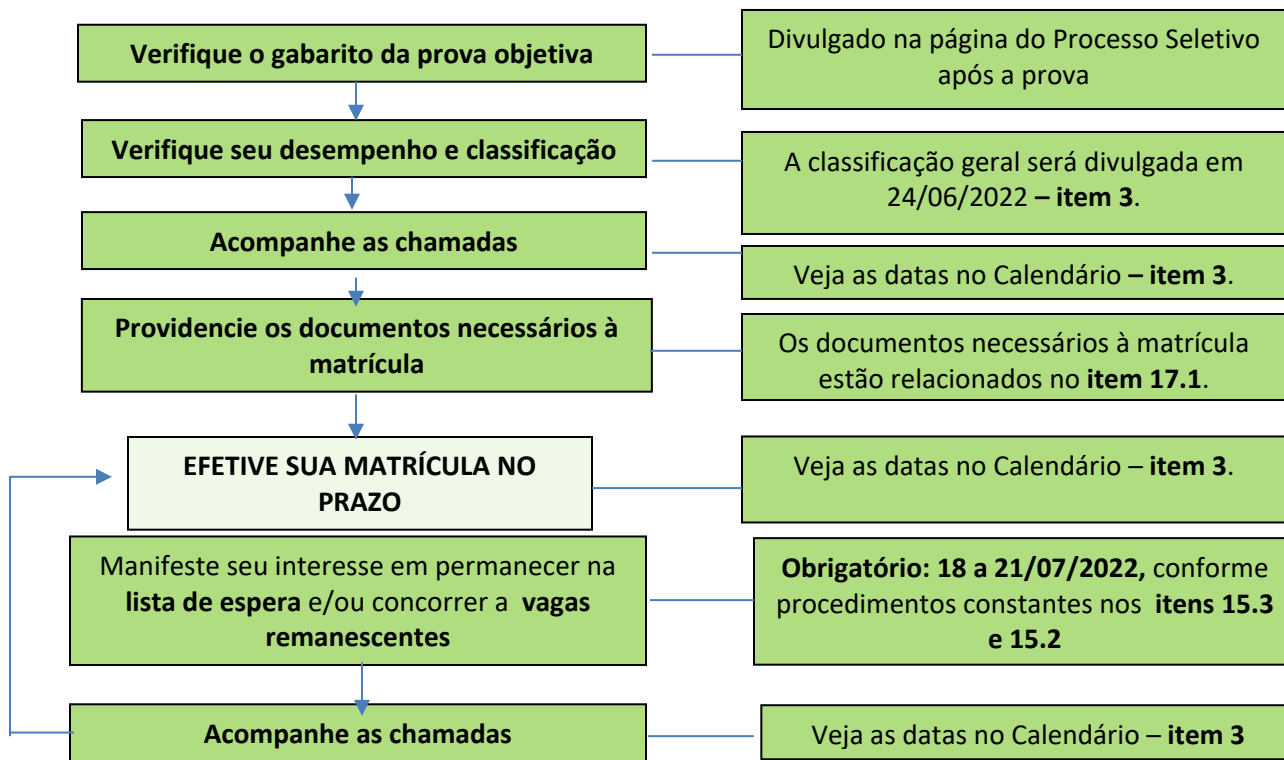 Verifique o gabarito da prova objetiva
Divulgado na página do Processo Seletivo
após a prova
Verifique seu desempenho e classificação
A classificação geral será divulgada em
24/06/2022 – item 3.
Acompanhe as chamadas
Veja as datas no Calendário – item 3.
Providencie os documentos necessários à
matrícula
Os documentos necessários à matrícula
estão relacionados no item 17.1.
EFETIVE SUA MATRÍCULA NO
PRAZO
Veja as datas no Calendário – item 3.
Manifeste seu interesse em permanecer na
lista de espera e/ou concorrer a vagas
remanescentes
Obrigatório: 18 a 21/07/2022, conforme
procedimentos constantes nos itens 15.3
e 15.2
Acompanhe as chamadas
Veja as datas no Calendário – item 3